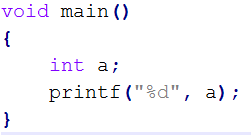 void main()
{
    int a;
    printf("%d", a);
}